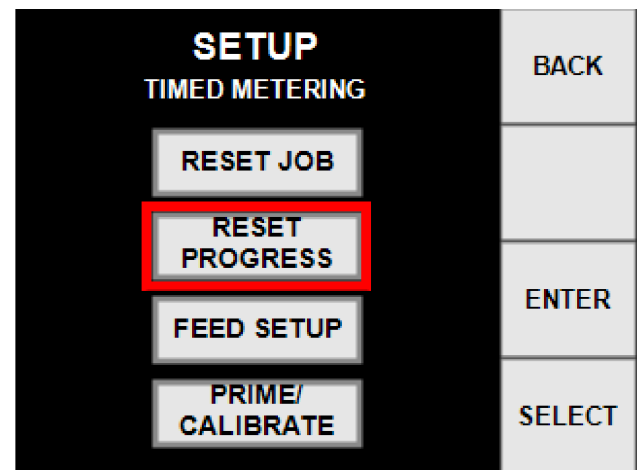 SETUP
TIMED METERING
RESET JOB
RESET
PROGRESS
FEED SETUP
PRIME/
CALIBRATE
BACK
ENTER
SELECT